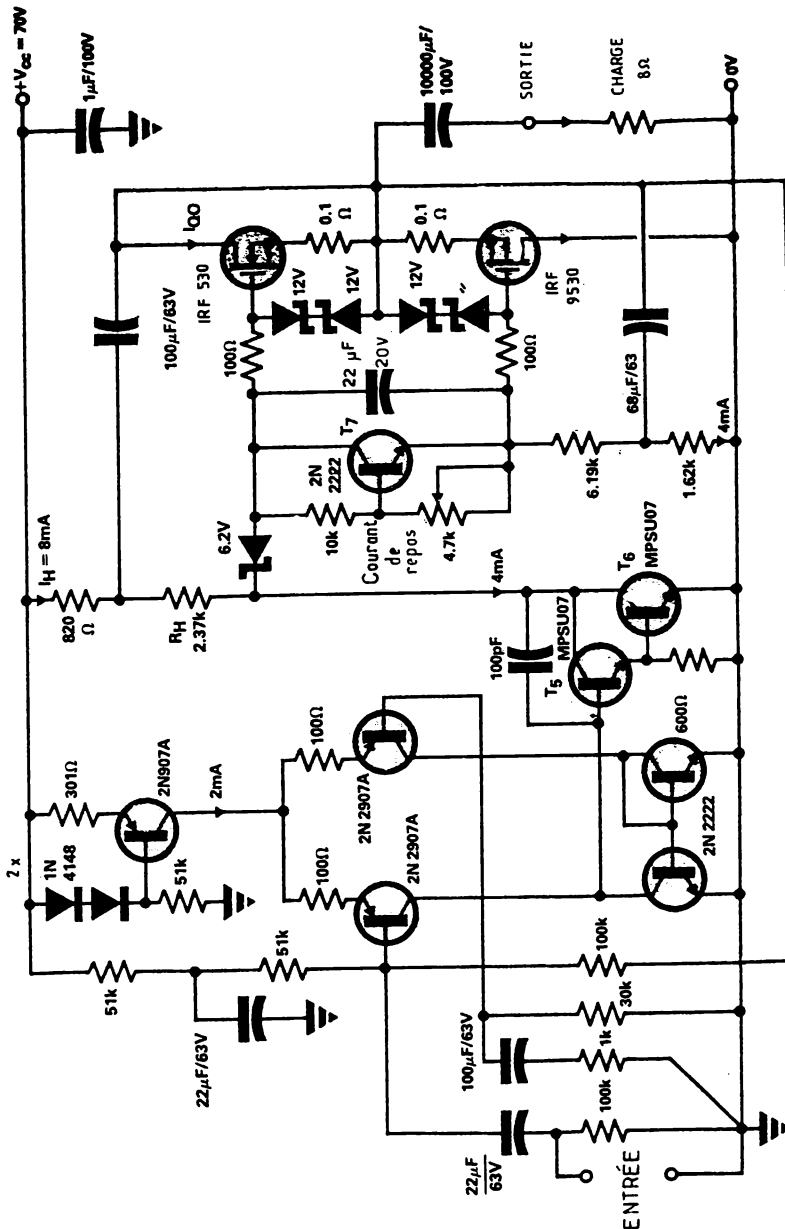 +Vcc = 70V
1µF/100V
2 x
1N
4148
301Ω
2N907A
51k
2mA
51k
51k
22µF/63V
100Ω
100Ω
2N 2907A
2N 2907A
820
Ω
I_H = 8mA
R_H
2.37k
100µF/63V
6.2V
10k
2N
2222
T7
Courant
de
repos
4.7k
22
µF
20V
100Ω
100Ω
IRF 530
IQO
12V
12V
12V
"
0.1
Ω
0.1
Ω
IRF
9530
10000µF/
100V
SORTIE
CHARGE
8Ω
0V
6.19k
68µF/63
1.62k
4mA
4mA
100pF
MPSU07
T5
T6
MPSU07
600Ω
2N 2222
100k
30k
100µF/63V
1k
100k
22µF
63V
ENTRÉE